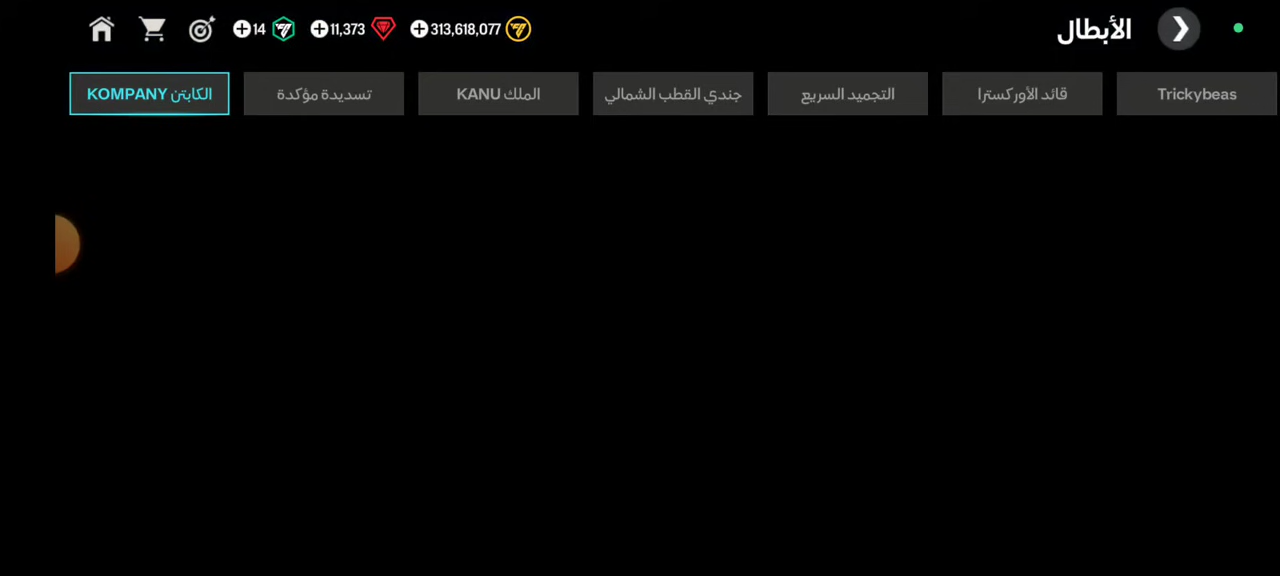 الأبطال
14
11,373
313,618,077
Trickybeas
قائد الأوركسترا
التجميد السريع
جندي القطب الشمالي
الملك KANU
تسديدة مؤكدة
الكابتن KOMPANY